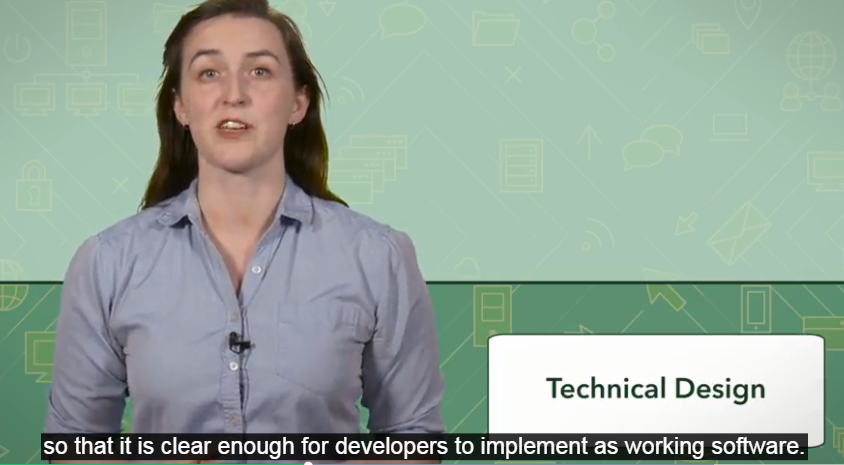 Technical Design
so that it is clear enough for developers to implement as working software.